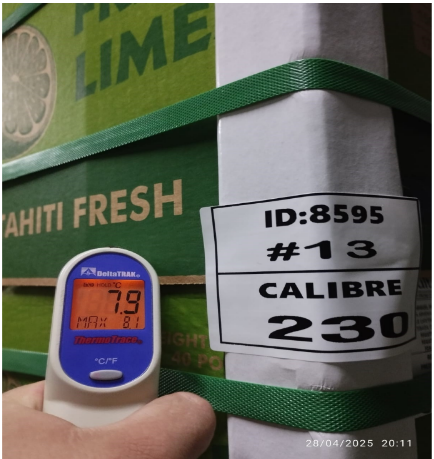 FR
LIME
TAHITI FRESH
ID:8595
#13
CALIBRE
230
DeltaTRAK®
°C
7.9
MAX 8.1
ThermoTrace®
°C/°F
28/04/2025 20:11